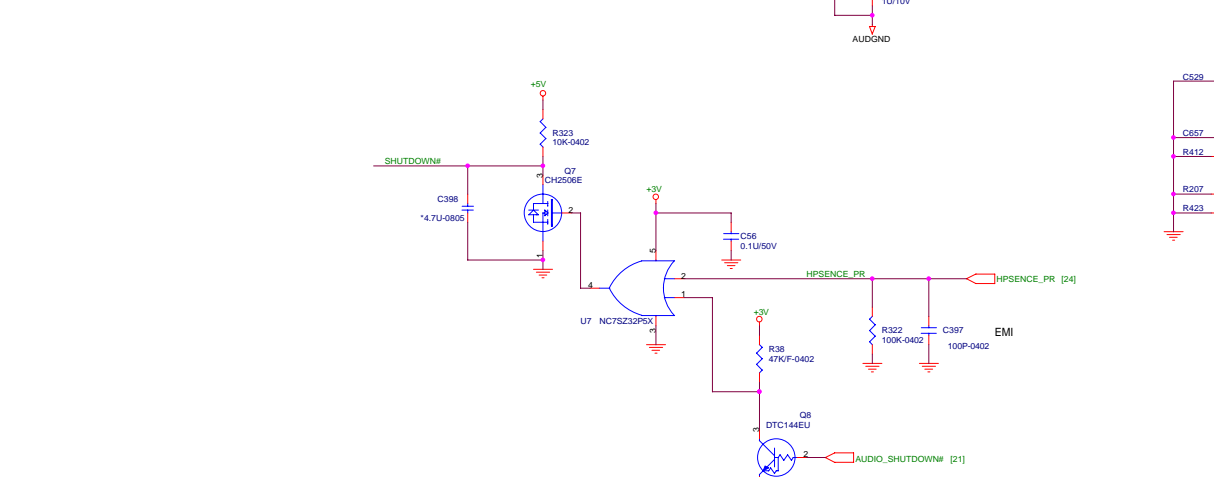 1U/10V
AUDGND
+5V
R323
10K-0402
SHUTDOWN#
Q7
CH2506E
3
2
1
C398
*4.7U-0805
+3V
C56
0.1U/50V
5
4
2
1
3
U7 NC7SZ32P5X
HPSENCE_PR
HPSENCE_PR [24]
R322
100K-0402
C397
100P-0402
EMI
+3V
R38
47K/F-0402
Q8
DTC144EU
3
2
AUDIO_SHUTDOWN# [21]
C529
C657
R412
R207
R423